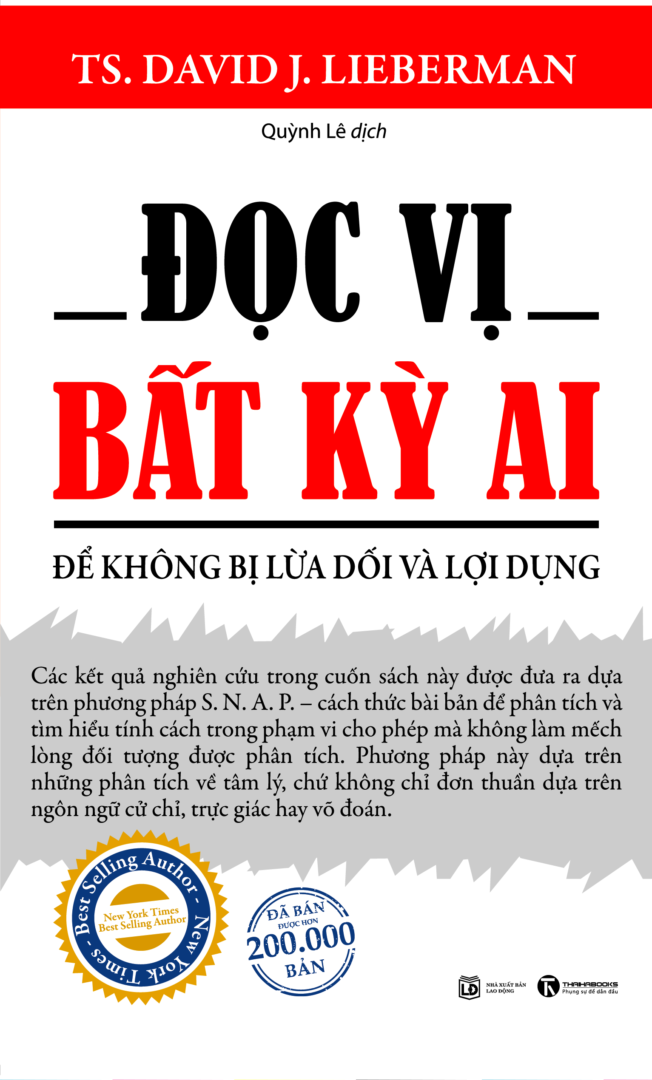 TS. DAVID J. LIEBERMAN
Quỳnh Lê dịch
ĐỌC VỊ
BẤT KỲ AI
ĐỂ KHÔNG BỊ LỪA DỐI VÀ LỢI DỤNG
Các kết quả nghiên cứu trong cuốn sách này được đưa ra dựa
trên phương pháp S. N. A. P. – cách thức bài bản để phân tích và
tìm hiểu tính cách trong phạm vi cho phép mà không làm mếch
lòng đối tượng được phân tích. Phương pháp này dựa trên
những phân tích về tâm lý, chứ không chỉ đơn thuần dựa trên
ngôn ngữ cử chỉ, trực giác hay võ đoán.
Best Selling Author -
New York Times -
New York Times
Best Selling Author
ĐÃ BÁN
ĐƯỢC HƠN
200.000
BẢN
LĐ
NHÀ XUẤT BẢN
LAO ĐỘNG
THAIHABOOKS
Phụng sự để dẫn đầu